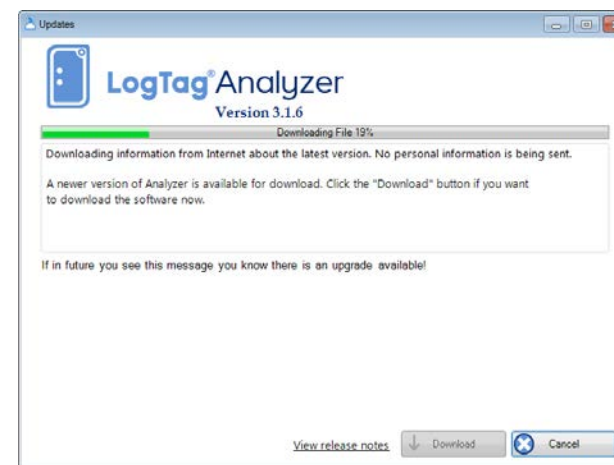 Updates
LogTag® Analyzer
Version 3.1.6
Downloading File 19%
Downloading information from Internet about the latest version. No personal information is being sent.
A newer version of Analyzer is available for download. Click the "Download" button if you want
to download the software now.
If in future you see this message you know there is an upgrade available!
View release notes
Download
Cancel